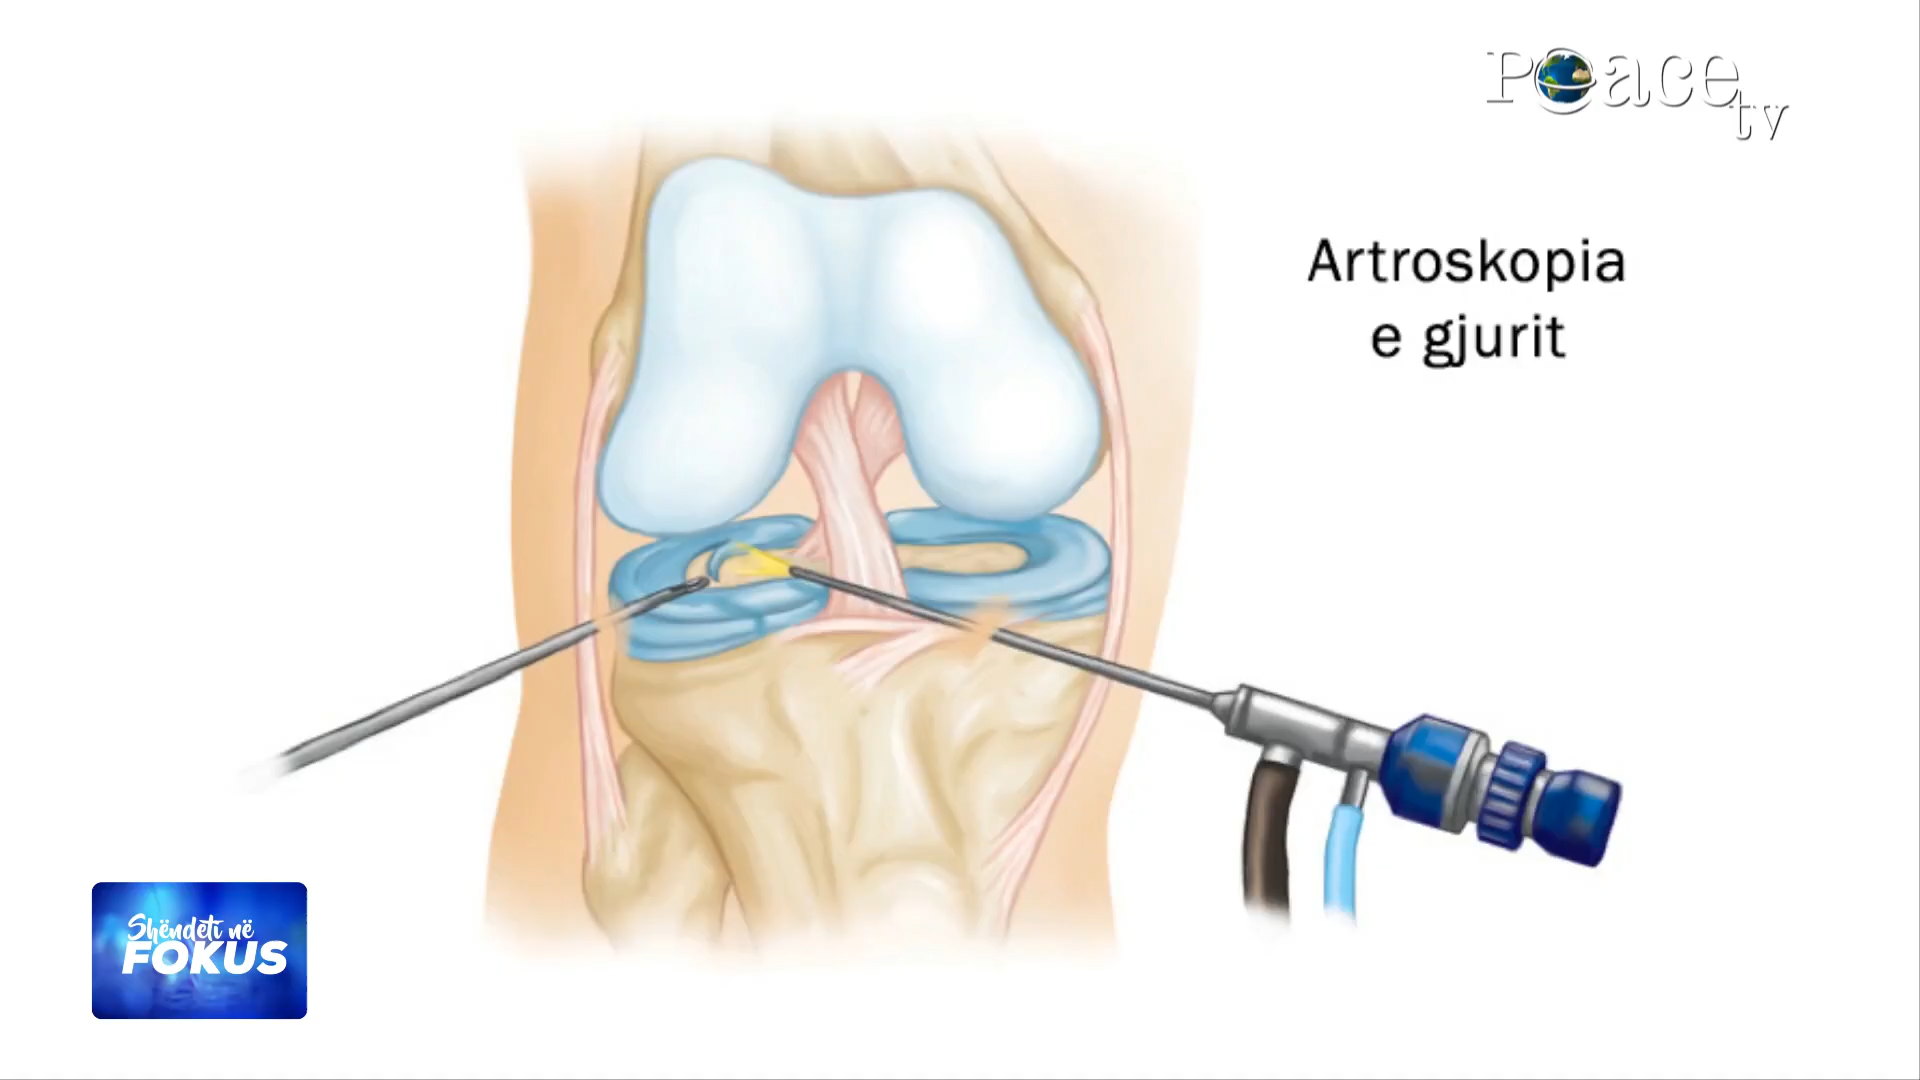 Peace
tv
Artroskopia
e gjurit
Shëndeti në
FOKUS